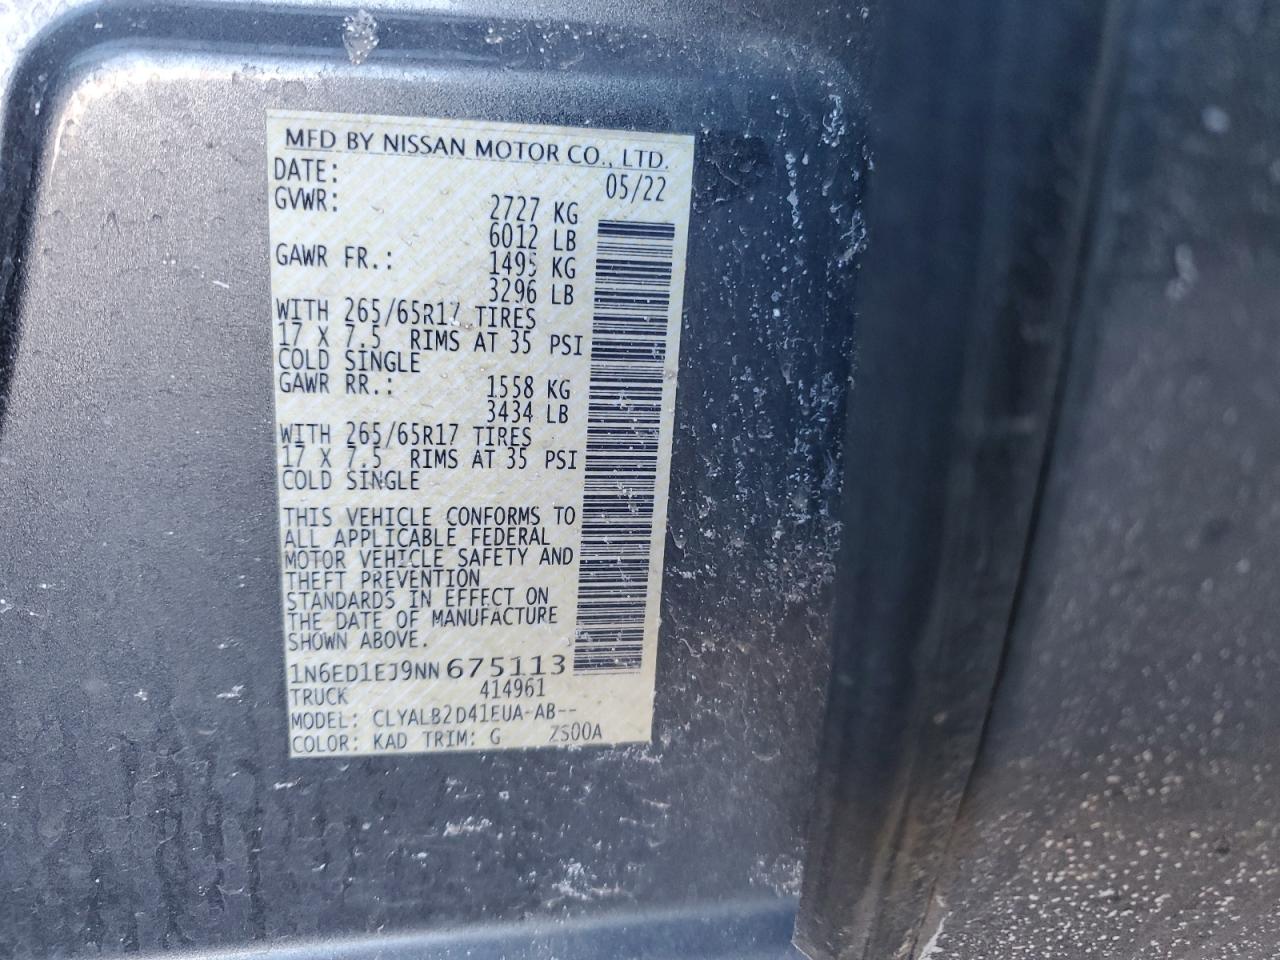 MFD BY NISSAN MOTOR CO., LTD.
DATE: 05/22
GVWR: 2727 KG
6012 LB
GAWR FR.: 1495 KG
3296 LB
WITH 265/65R17 TIRES
17 X 7.5 RIMS AT 35 PSI
COLD SINGLE
GAWR RR.: 1558 KG
3434 LB
WITH 265/65R17 TIRES
17 X 7.5 RIMS AT 35 PSI
COLD SINGLE
THIS VEHICLE CONFORMS TO
ALL APPLICABLE FEDERAL
MOTOR VEHICLE SAFETY AND
THEFT PREVENTION
STANDARDS IN EFFECT ON
THE DATE OF MANUFACTURE
SHOWN ABOVE.
1N6ED1EJ9NN675113
TRUCK 414961
MODEL: CLYALB2D41EUA-AB--
COLOR: KAD TRIM: G ZS00A